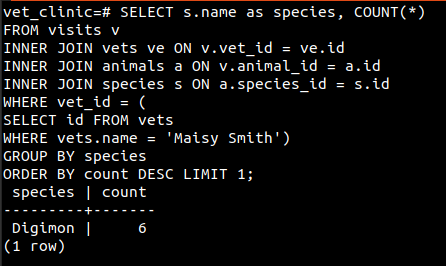 vet_clinic=# SELECT s.name as species, COUNT(*)
FROM visits v
INNER JOIN vets ve ON v.vet_id = ve.id
INNER JOIN animals a ON v.animal_id = a.id
INNER JOIN species s ON a.species_id = s.id
WHERE vet_id = (
SELECT id FROM vets
WHERE vets.name = 'Maisy Smith')
GROUP BY species
ORDER BY count DESC LIMIT 1;
 species | count
---------+-------
 Digimon |     6
(1 row)